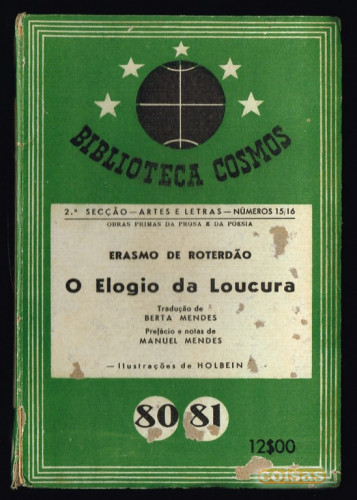 BIBLIOTECA COSMOS
2.ª SECÇÃO — ARTES E LETRAS — NÚMEROS 15/16
OBRAS PRIMAS DA PROSA E DA POESIA
ERASMO DE ROTERDÃO
O Elogio da Loucura
Tradução de
BERTA MENDES
Prefácio e notas de
MANUEL MENDES
— Ilustrações de HOLBEIN
80 81
12$00
coisas